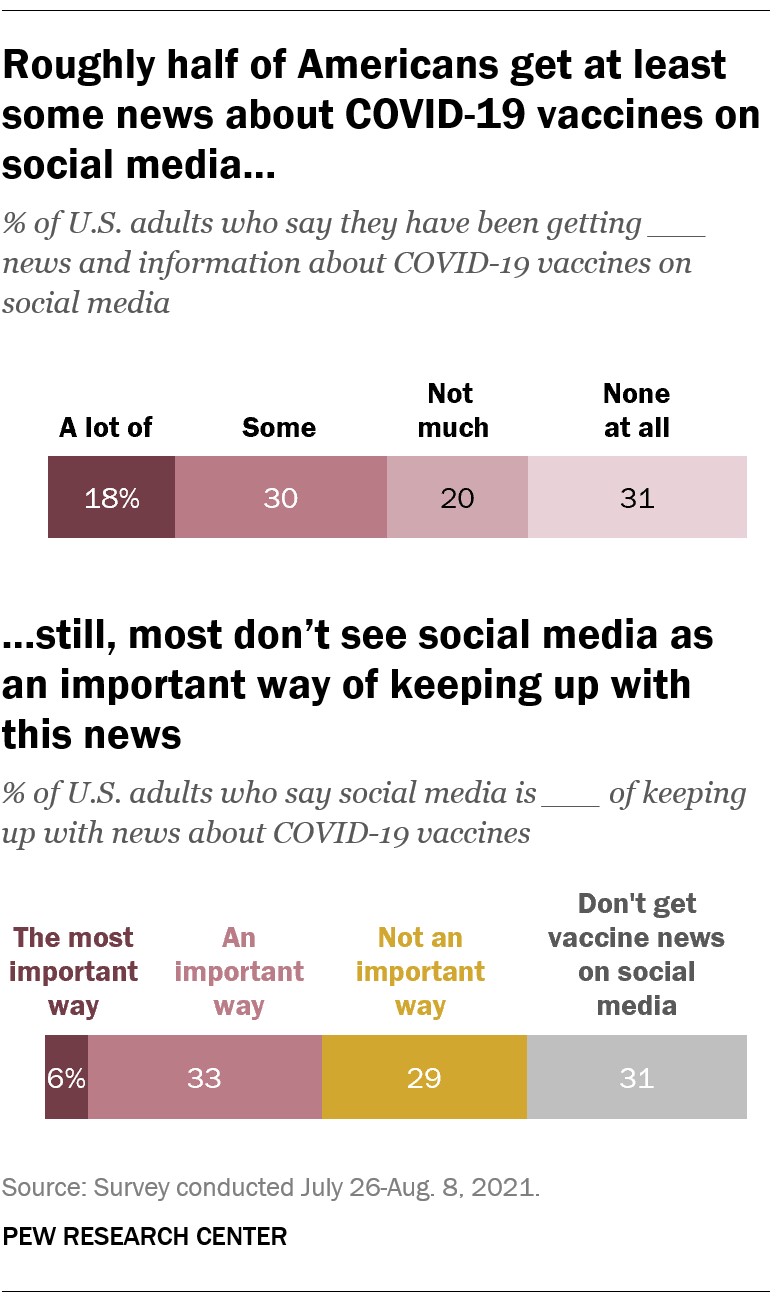 Roughly half of Americans get at least
some news about COVID-19 vaccines on
social media...
% of U.S. adults who say they have been getting ___
news and information about COVID-19 vaccines on
social media
A lot of
Some
Not
much
None
at all
18%
30
20
31
...still, most don't see social media as
an important way of keeping up with
this news
% of U.S. adults who say social media is ___ of keeping
up with news about COVID-19 vaccines
The most
important
way
An
important
way
Not an
important
way
Don't get
vaccine news
on social
media
6%
33
29
31
Source: Survey conducted July 26-Aug. 8, 2021.
PEW RESEARCH CENTER